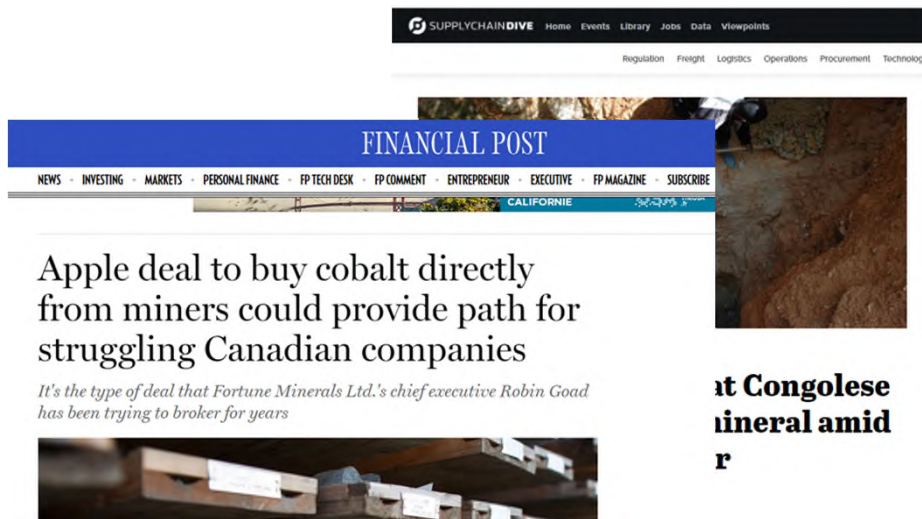 SUPPLYCHAINDIVE Home Events Library Jobs Data Viewpoints
Regulation Freight Logistics Operations Procurement Technolog
FINANCIAL POST
NEWS - INVESTING - MARKETS - PERSONAL FINANCE - FP TECH DESK - FP COMMENT - ENTREPRENEUR - EXECUTIVE - FP MAGAZINE - SUBSCRIBE
CALIFORNIE
Apple deal to buy cobalt directly
from miners could provide path for
struggling Canadian companies
It's the type of deal that Fortune Minerals Ltd.'s chief executive Robin Goad
has been trying to broker for years
at Congolese
ineral amid
r